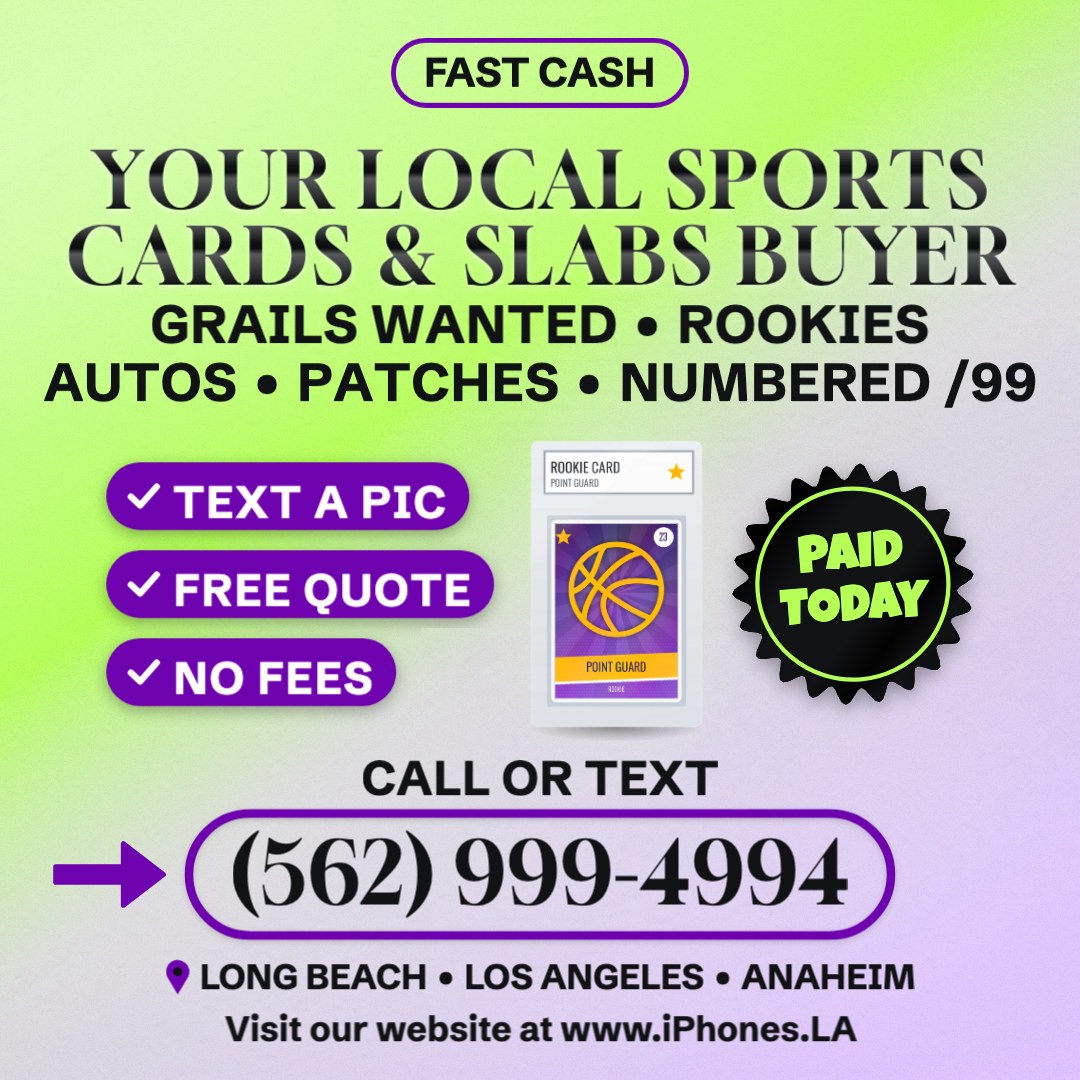 FAST CASH
YOUR LOCAL SPORTS
CARDS & SLABS BUYER
GRAILS WANTED • ROOKIES
AUTOS • PATCHES • NUMBERED /99
✓ TEXT A PIC
✓ FREE QUOTE
✓ NO FEES
ROOKIE CARD
POINT GUARD
23
POINT GUARD
ROOKIE
PAID
TODAY
CALL OR TEXT
(562) 999-4994
LONG BEACH • LOS ANGELES • ANAHEIM
Visit our website at www.iPhones.LA